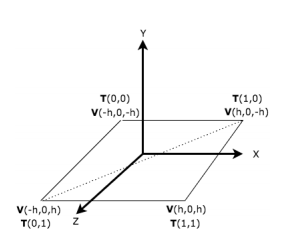 Y
T(0,0)
V(-h,0,-h)
T(1,0)
V(h,0,-h)
X
V(-h,0,h)
T(0,1)
Z
V(h,0,h)
T(1,1)